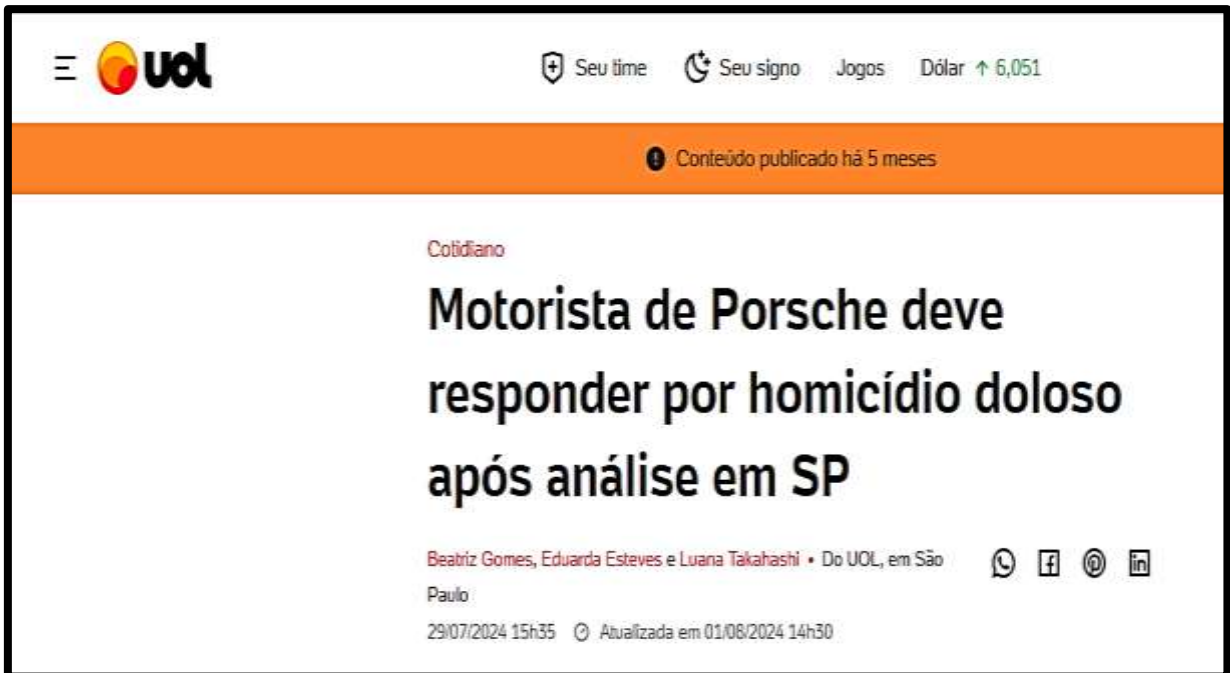 uol
Seu time Seu signo Jogos Dólar ↑ 6,051
Conteúdo publicado há 5 meses
Cotidiano
Motorista de Porsche deve
responder por homicídio doloso
após análise em SP
Beatriz Gomes, Eduarda Esteves e Luana Takahashi • Do UOL, em São
Paulo
29/07/2024 15h35 Atualizada em 01/08/2024 14h30